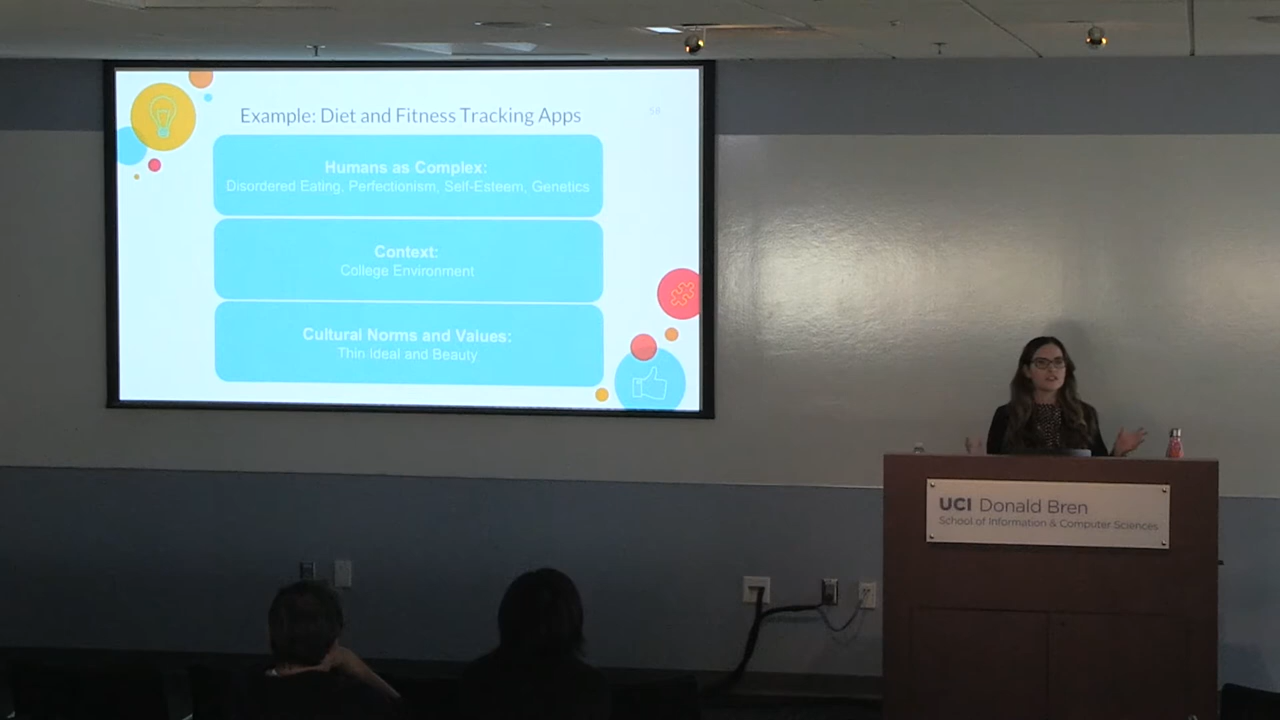 Example: Diet and Fitness Tracking Apps
Humans as Complex:
Disordered Eating, Perfectionism, Self-Esteem, Genetics
Context:
College Environment
Cultural Norms and Values:
Thin Ideal and Beauty
UCI Donald Bren
School of Information & Computer Sciences